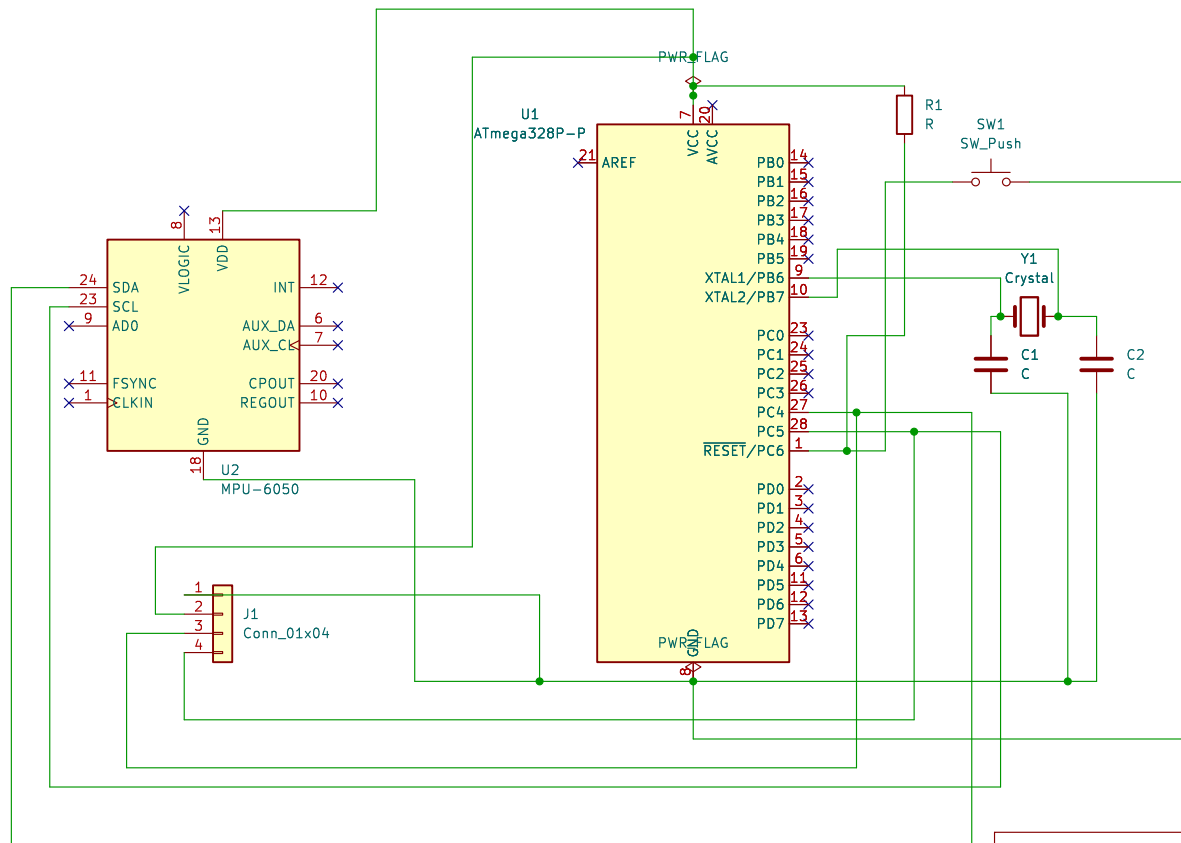 PWR_FLAG
U1
ATmega328P-P
7
VCC
20
AVCC
21
AREF
R1
R
SW1
SW_Push
PB0
14
PB1
15
PB2
16
PB3
17
PB4
18
PB5
19
XTAL1/PB6
9
XTAL2/PB7
10
PC0
23
PC1
24
PC2
25
PC3
26
PC4
27
PC5
28
RESET/PC6
1
PD0
2
PD1
3
PD2
4
PD3
5
PD4
6
PD5
11
PD6
12
PD7
13
PWR_FLAG
GND
8
Y1
Crystal
C1
C
C2
C
8
VLOGIC
13
VDD
24
SDA
23
SCL
9
AD0
11
FSYNC
1
CLKIN
INT
12
AUX_DA
6
AUX_CL
7
CPOUT
20
REGOUT
10
GND
18
U2
MPU-6050
1
2
3
4
J1
Conn_01x04